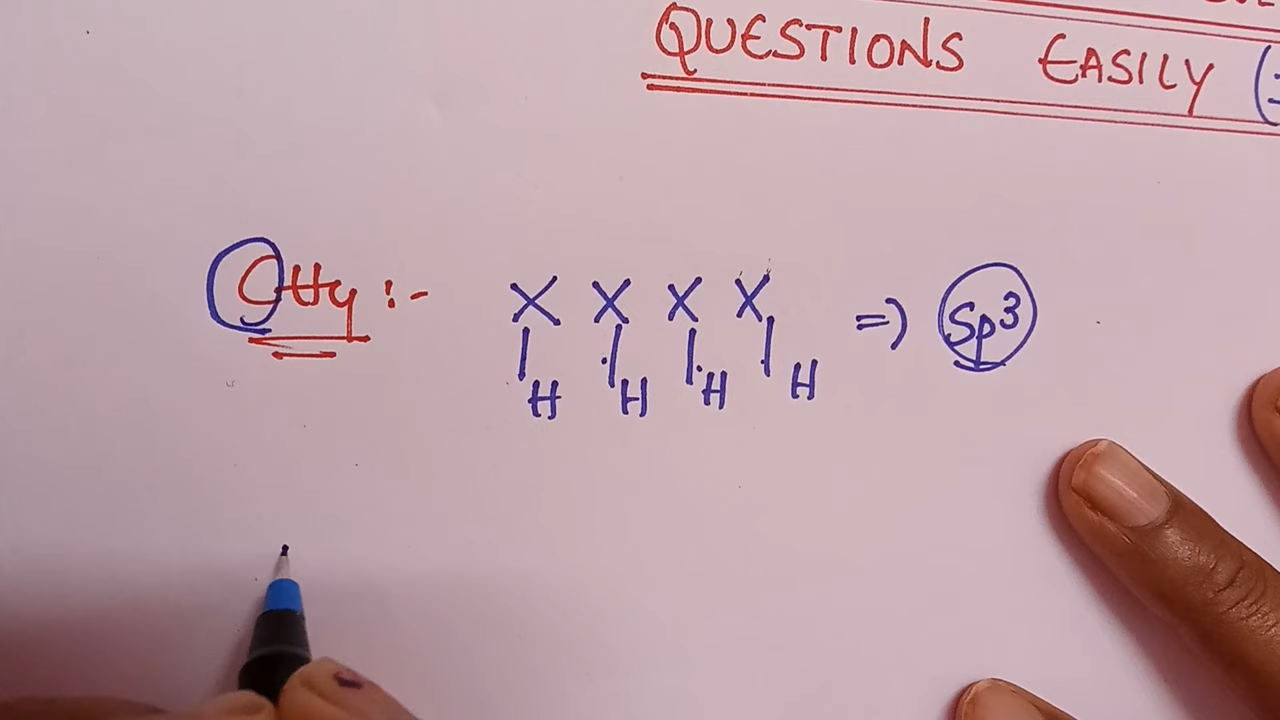 QUESTIONS EASILY (
CH4 :- X X X X => Sp³
H H H H